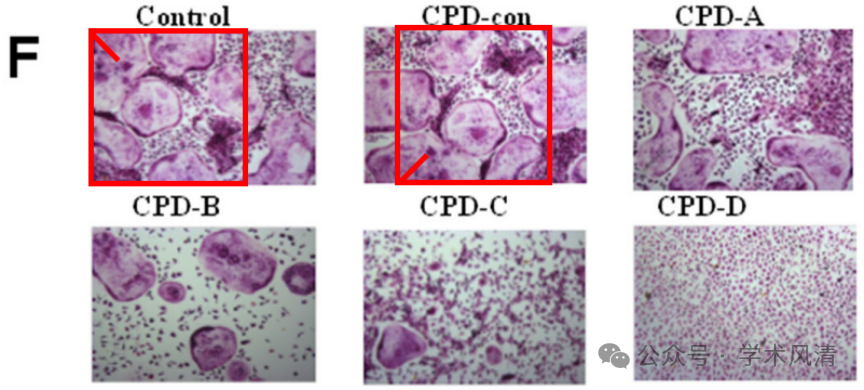 F
Control CPD-con CPD-A
CPD-B CPD-C CPD-D
公众号 · 学术风清